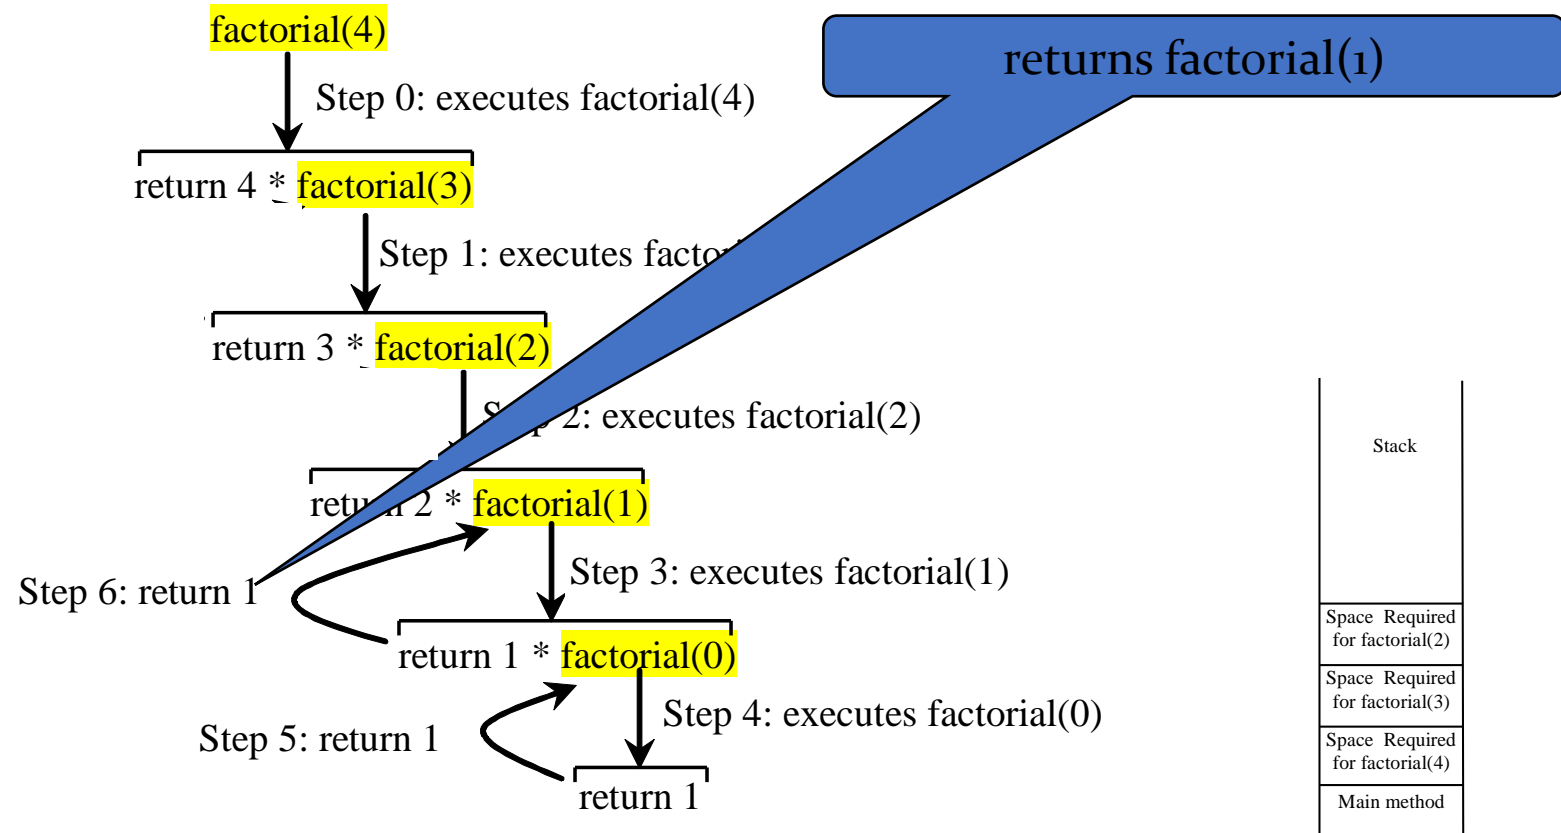 factorial(4)
returns factorial(1)
Step 0: executes factorial(4)
return 4 * factorial(3)
Step 1: executes
return 3 * factorial(2)
2: executes factorial(2)
Stack
return 2 * factorial(1)
Step 3: executes factorial(1)
Step 6: return 1
Space Required
for factorial(2)
return 1 * factorial(0)
Space Required
for factorial(3)
Step 4: executes factorial(0)
Step 5: return 1
Space Required
for factorial(4)
return 1
Main method